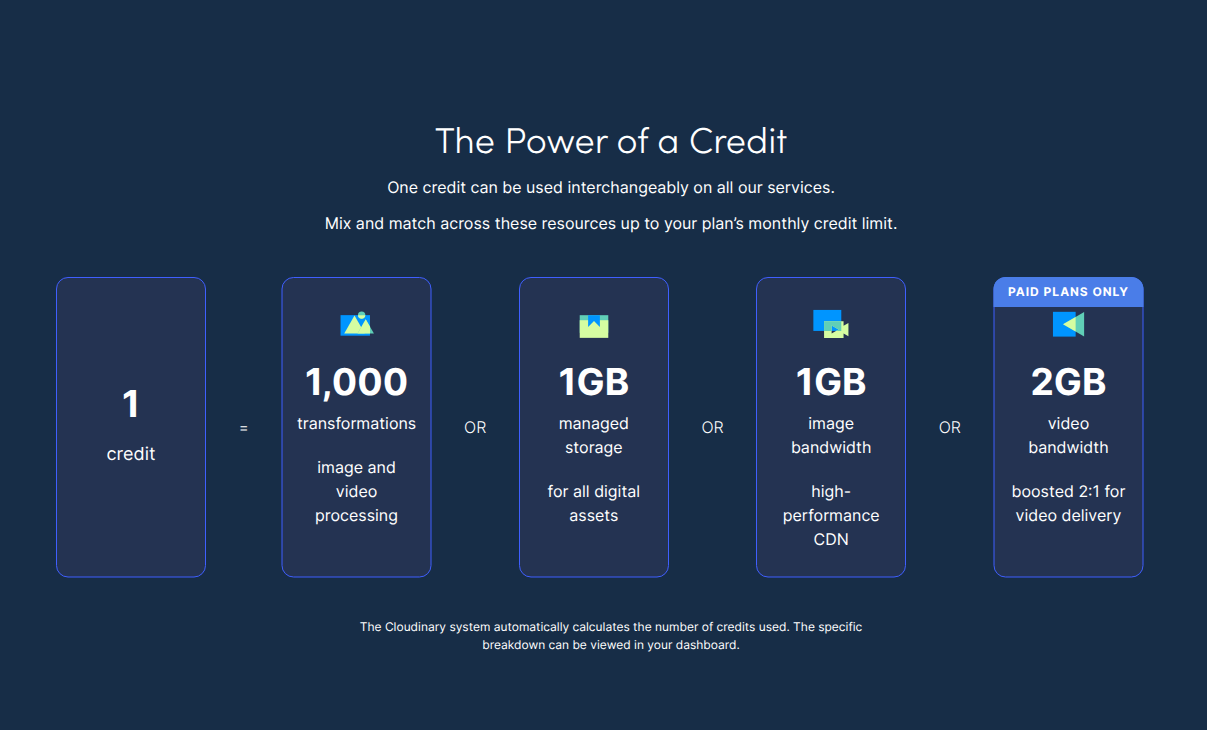 The Power of a Credit
One credit can be used interchangeably on all our services.
Mix and match across these resources up to your plan’s monthly credit limit.
1
credit
=
1,000
transformations
image and
video
processing
OR
1GB
managed
storage
for all digital
assets
OR
1GB
image
bandwidth
high-
performance
CDN
OR
PAID PLANS ONLY
2GB
video
bandwidth
boosted 2:1 for
video delivery
The Cloudinary system automatically calculates the number of credits used. The specific
breakdown can be viewed in your dashboard.